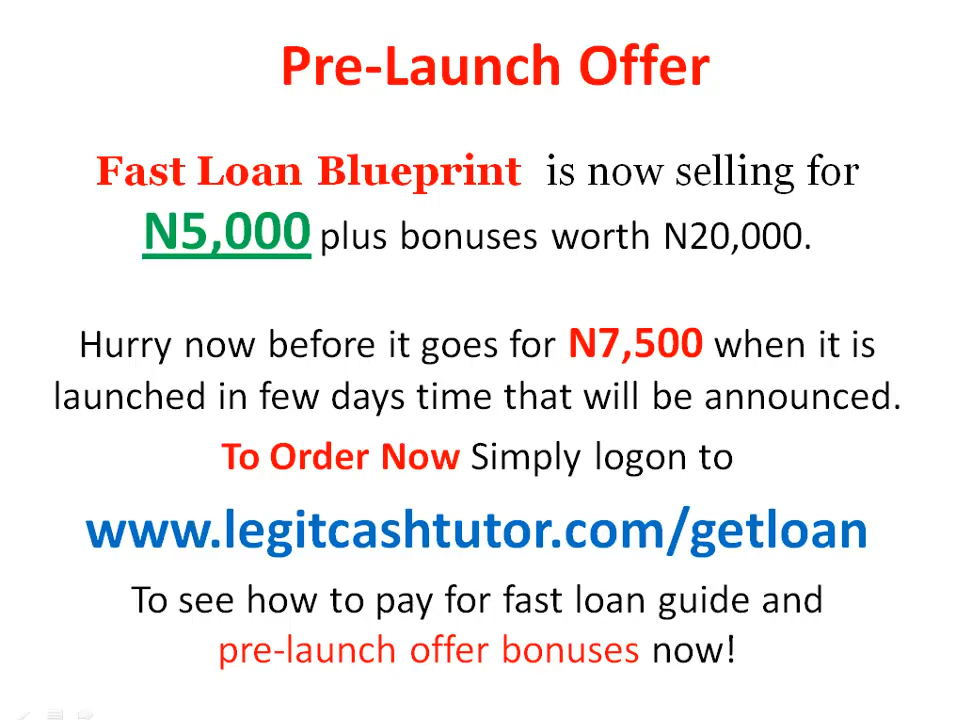 Pre-Launch Offer
Fast Loan Blueprint is now selling for
N5,000 plus bonuses worth N20,000.
Hurry now before it goes for N7,500 when it is
launched in few days time that will be announced.
To Order Now Simply logon to
www.legitcashtutor.com/getloan
To see how to pay for fast loan guide and
pre-launch offer bonuses now!